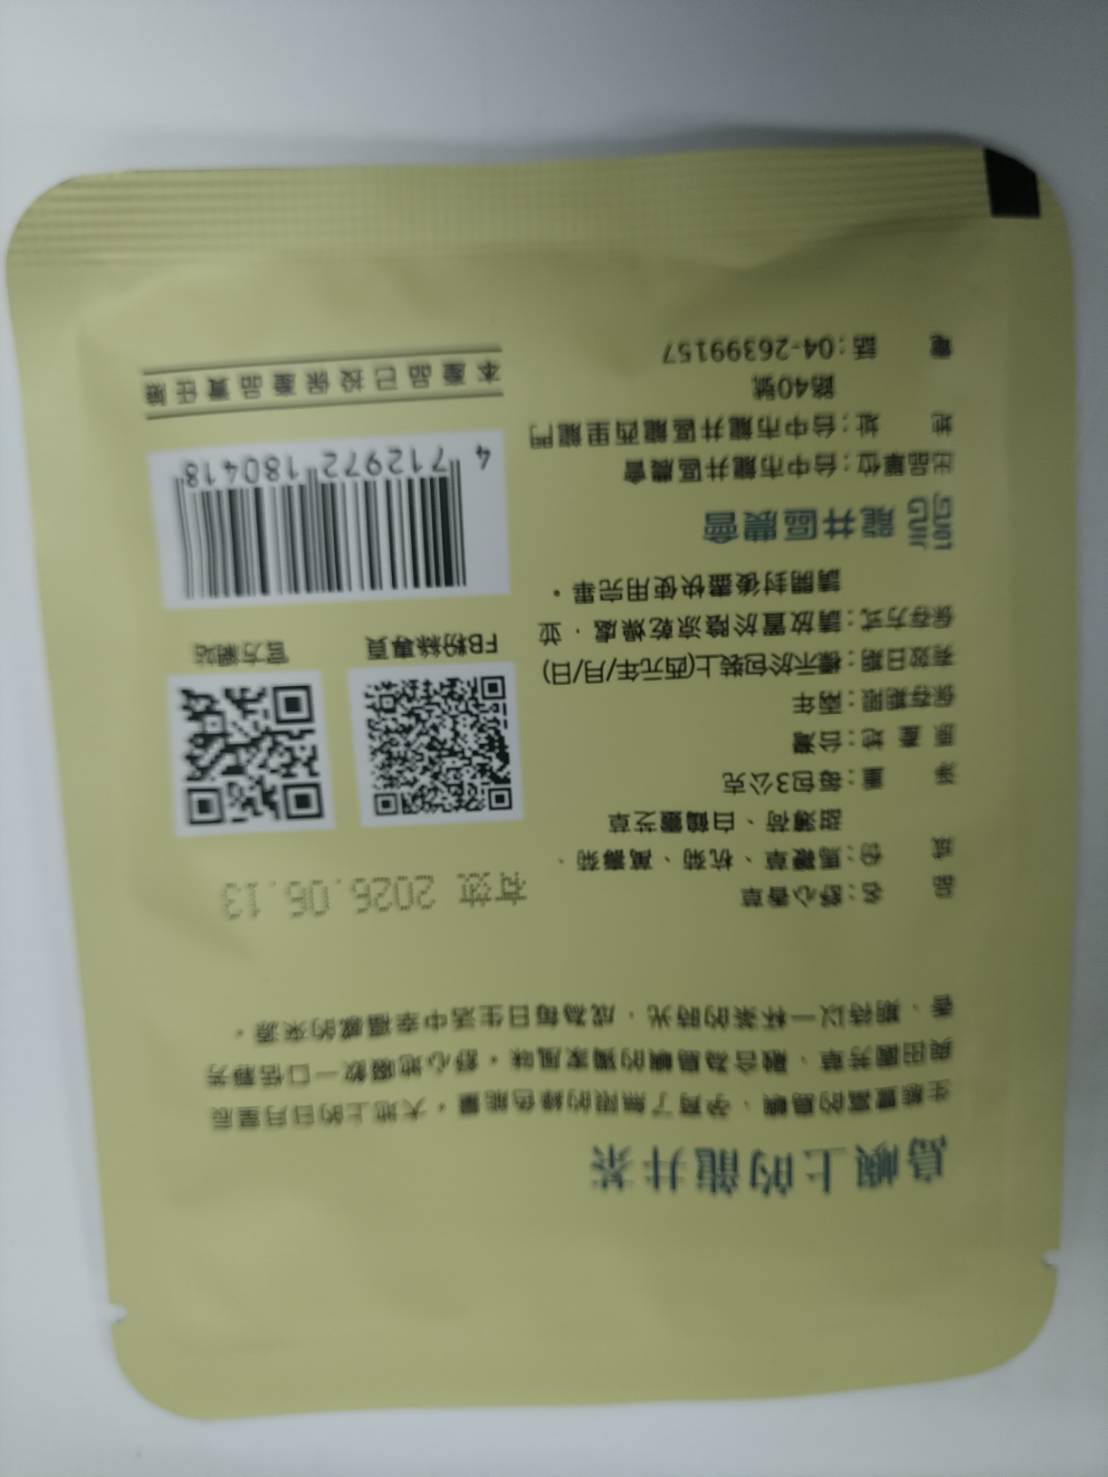 島嶼上的龍井茶
生態豐富的島嶼、孕育了無限的綠色能量，大地上的日月星辰
與田園芳草、融合為島嶼的獨家風味，舒心地啜飲一口恬靜芳
香、期待以一杯茶的時光，成為每日生活中幸福感的來源。
品 名：舒心香草
成 份：馬鞭草、杭菊、萬壽菊、
甜薄荷、白鶴靈芝草
淨 重：每包3公克
原 產 地：台灣
保存期限：兩年
有效日期：標示於包裝上(西元年/月/日)
保存方式：請放置於陰涼乾燥處，並
請開封後盡快使用完畢。
龍井區農會
出品單位：台中市龍井區農會
地 址：台中市龍井區龍西里龍門
路40號
電 話：04-26399157
有效 2026.06.13
FB粉絲專頁
官方網站
4 712972 180418
本產品已投保產品責任險